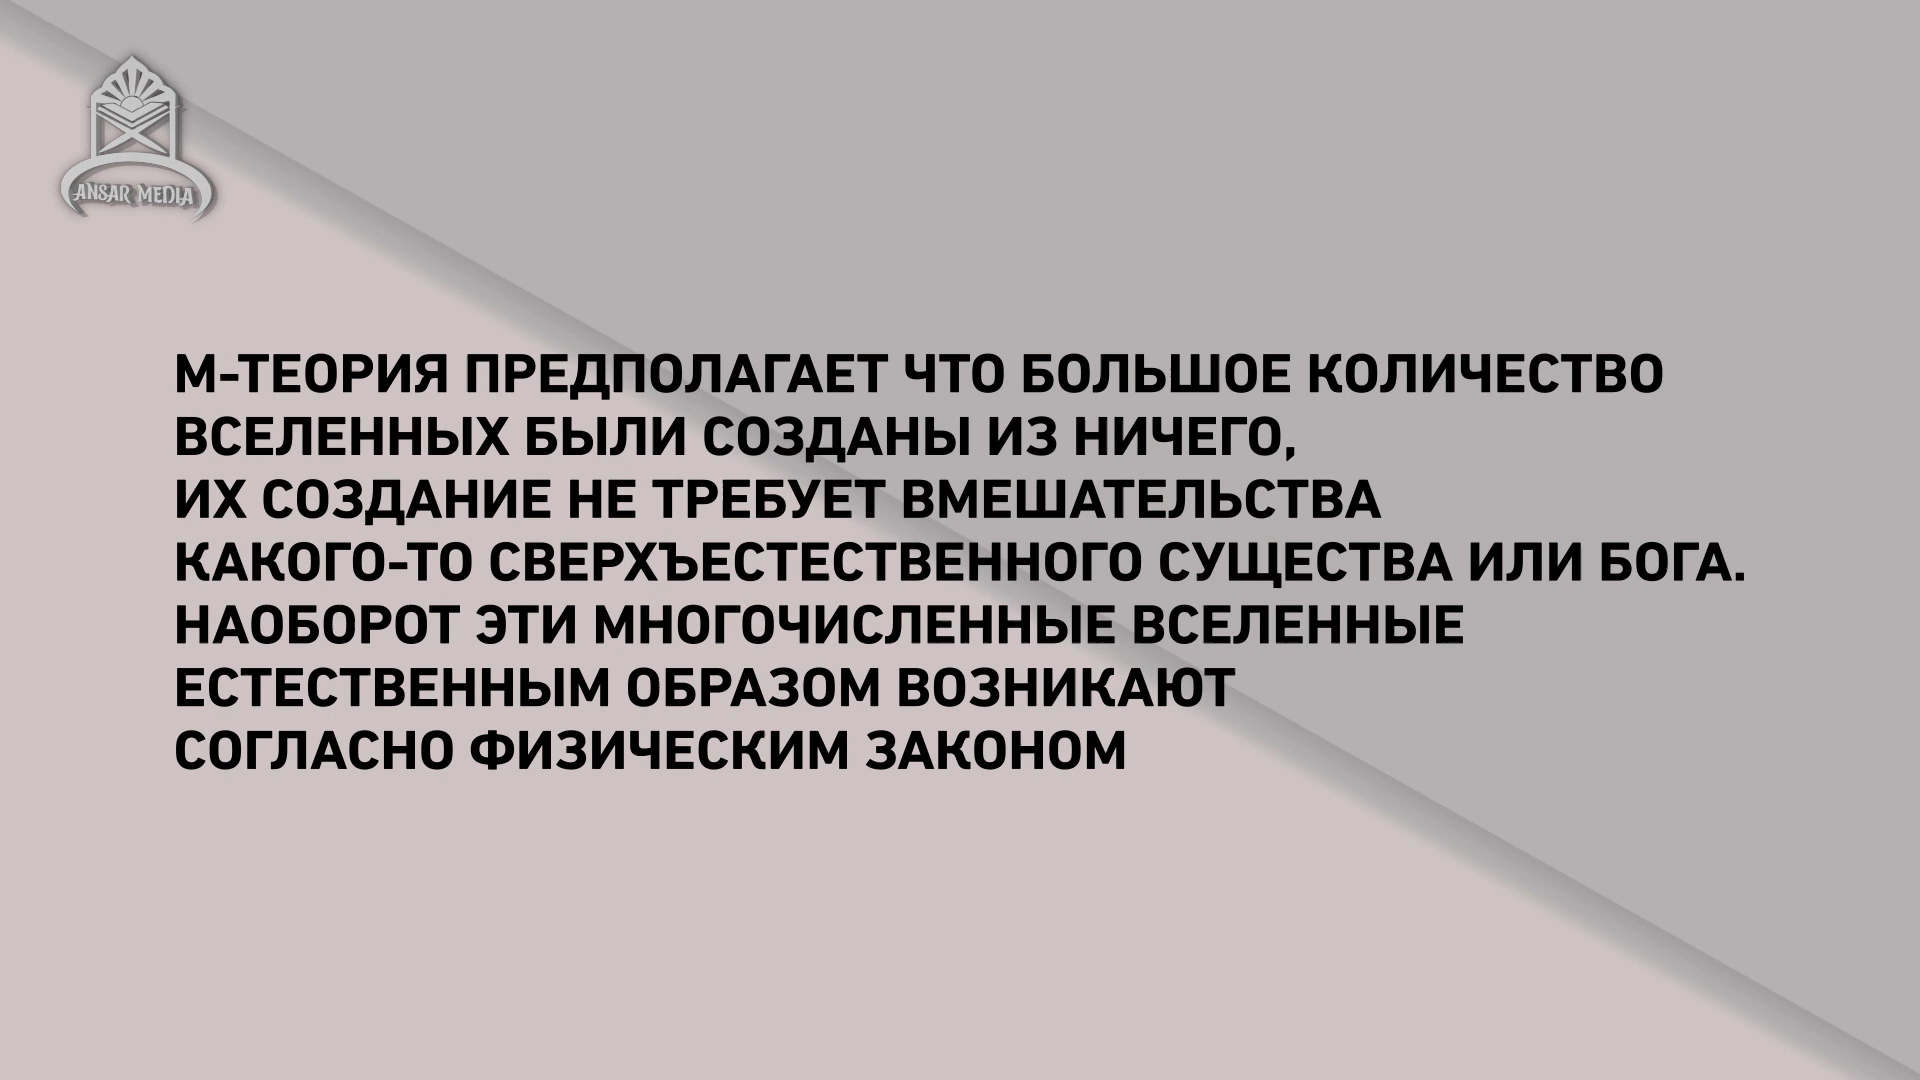 ANSAR MEDIA
М-ТЕОРИЯ ПРЕДПОЛАГАЕТ ЧТО БОЛЬШОЕ КОЛИЧЕСТВО
ВСЕЛЕННЫХ БЫЛИ СОЗДАНЫ ИЗ НИЧЕГО,
ИХ СОЗДАНИЕ НЕ ТРЕБУЕТ ВМЕШАТЕЛЬСТВА
КАКОГО-ТО СВЕРХЪЕСТЕСТВЕННОГО СУЩЕСТВА ИЛИ БОГА.
НАОБОРОТ ЭТИ МНОГОЧИСЛЕННЫЕ ВСЕЛЕННЫЕ
ЕСТЕСТВЕННЫМ ОБРАЗОМ ВОЗНИКАЮТ
СОГЛАСНО ФИЗИЧЕСКИМ ЗАКОНОМ